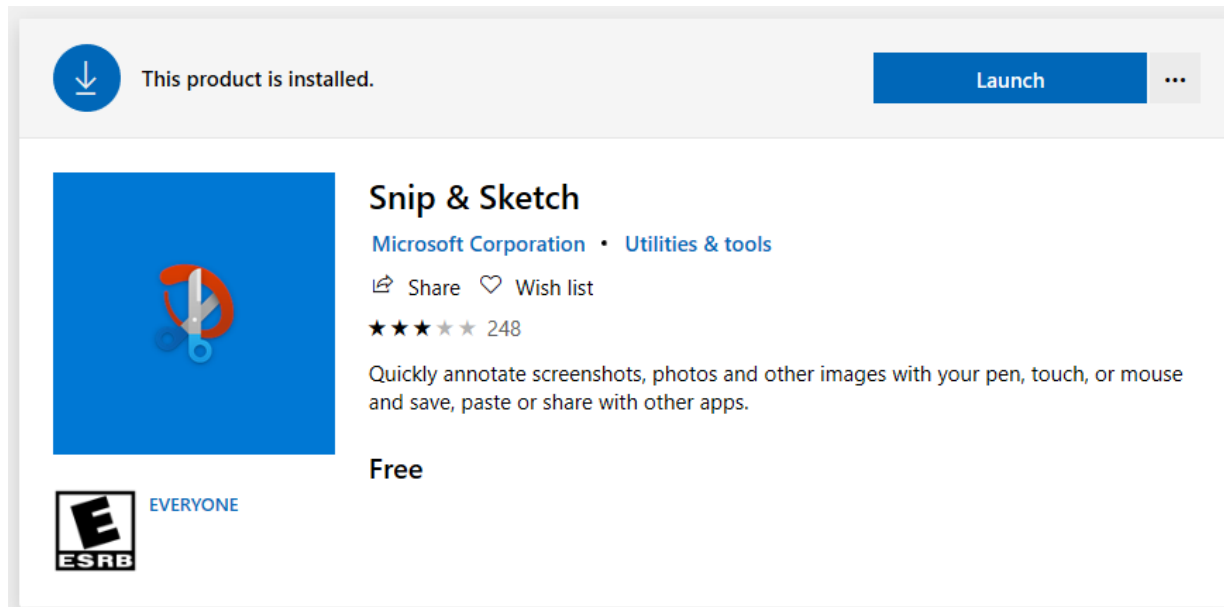 This product is installed.
Launch
...
Snip & Sketch
Microsoft Corporation • Utilities & tools
Share Wish list
248
Quickly annotate screenshots, photos and other images with your pen, touch, or mouse
and save, paste or share with other apps.
Free
E
EVERYONE
ESRB